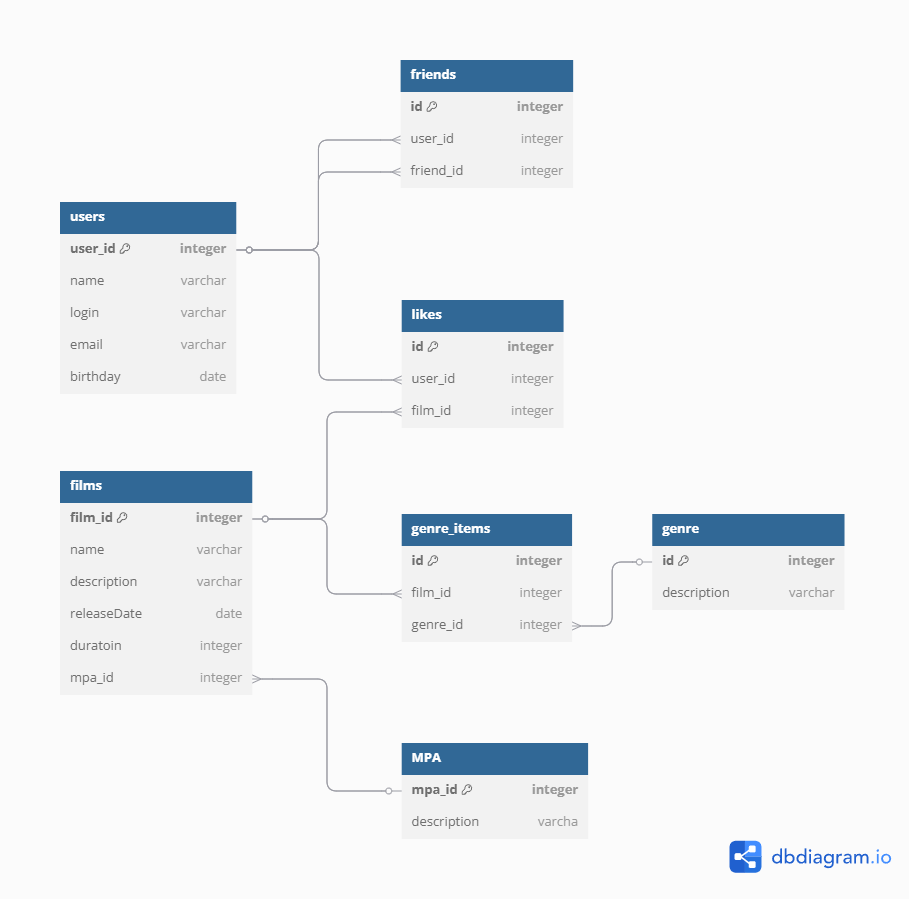 friends
id integer
user_id integer
friend_id integer
users
user_id integer
name varchar
login varchar
email varchar
birthday date
likes
id integer
user_id integer
film_id integer
films
film_id integer
name varchar
description varchar
releaseDate date
duratoin integer
mpa_id integer
genre_items
id integer
film_id integer
genre_id integer
genre
id integer
description varchar
MPA
mpa_id integer
description varcha
dbdiagram.io